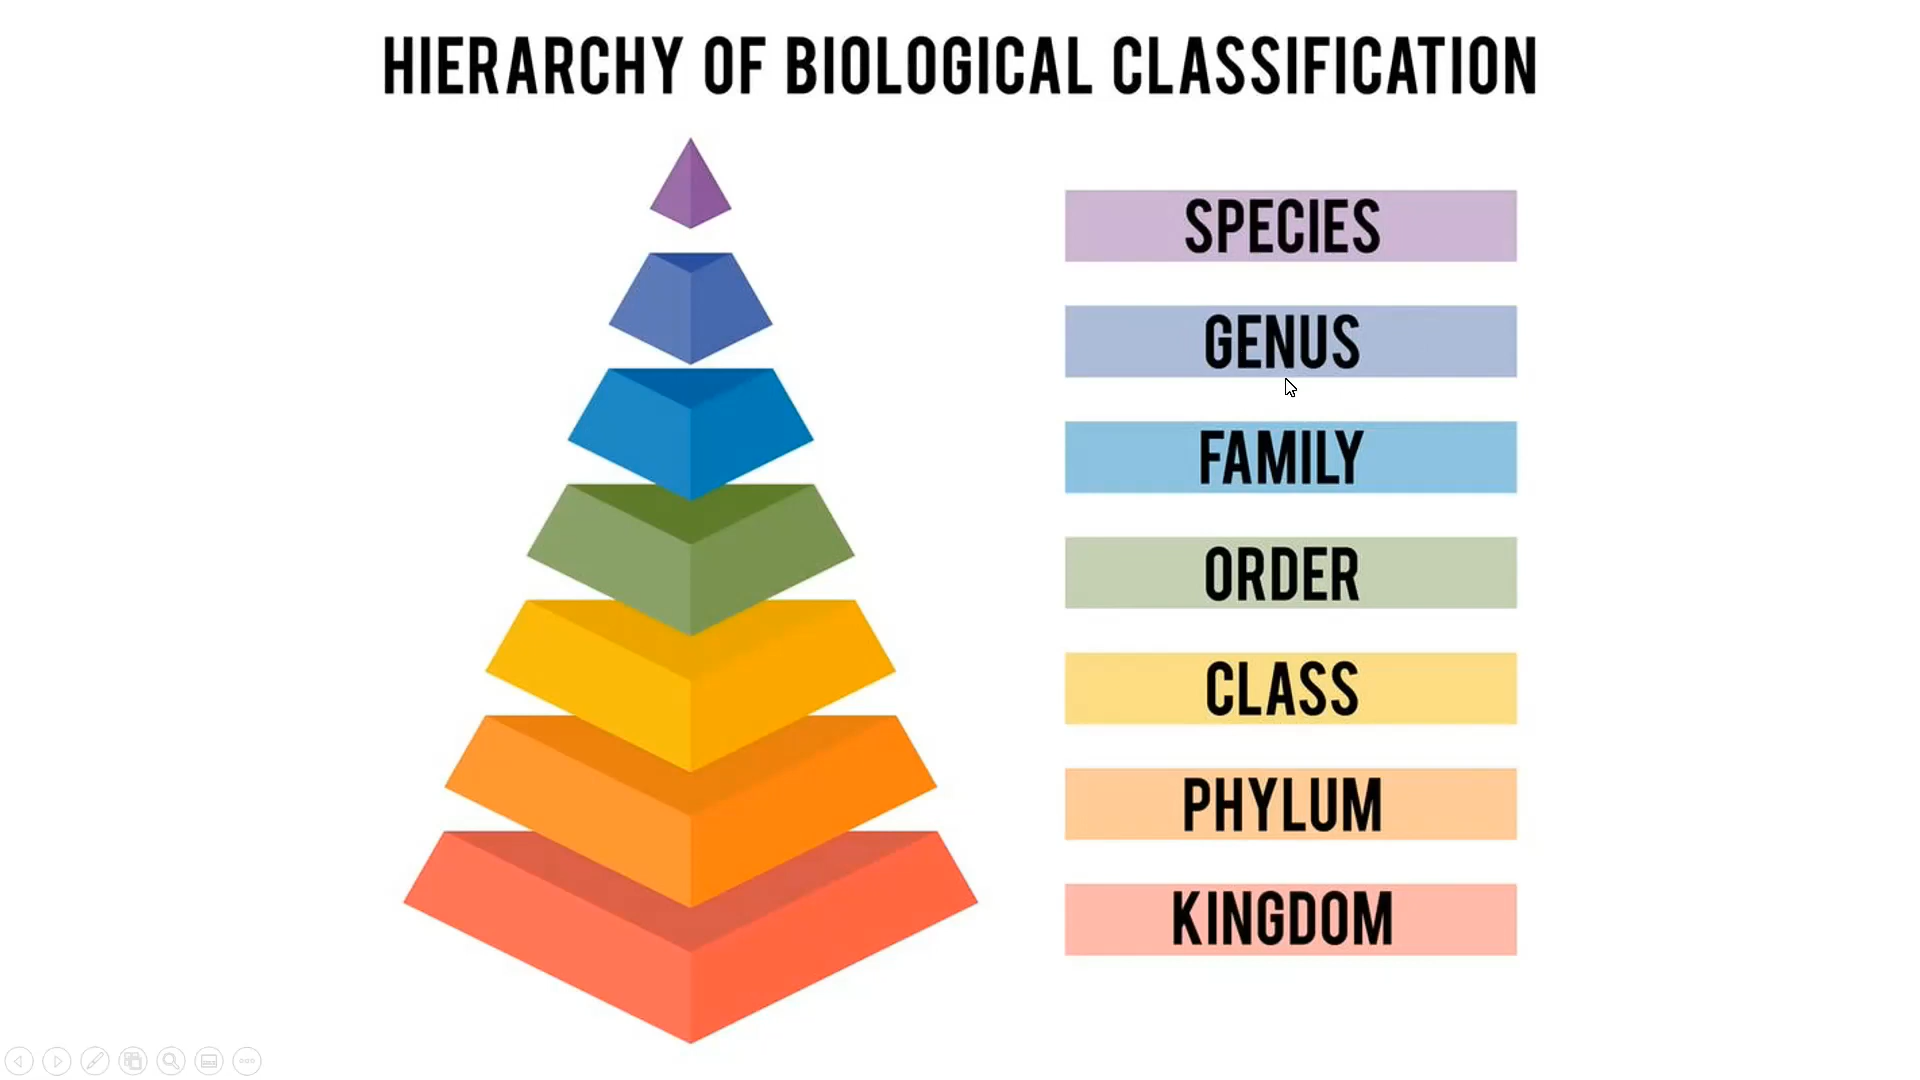 HIERARCHY OF BIOLOGICAL CLASSIFICATION
SPECIES
GENUS
FAMILY
ORDER
CLASS
PHYLUM
KINGDOM